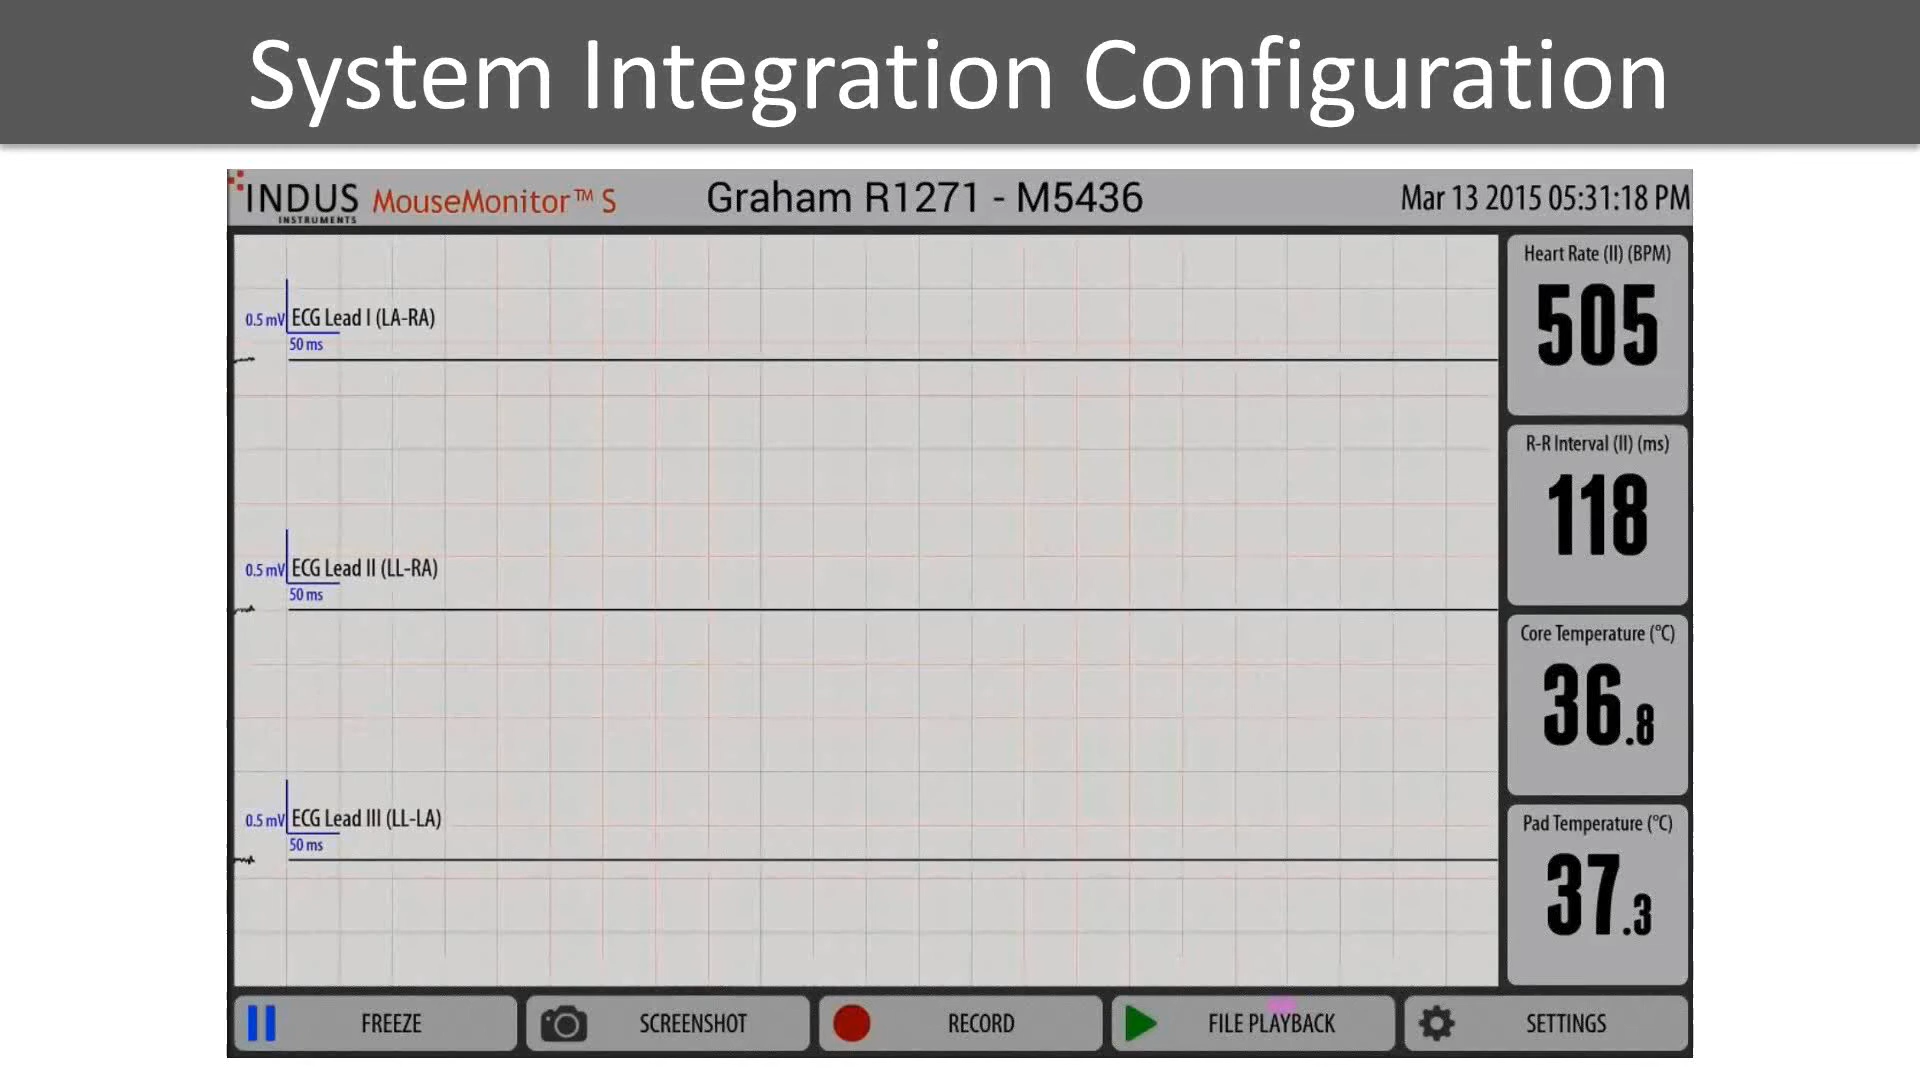 System Integration Configuration
INDUS INSTRUMENTS MouseMonitor™ S Graham R1271 - M5436 Mar 13 2015 05:31:18 PM
0.5 mV ECG Lead I (LA-RA)
50 ms
0.5 mV ECG Lead II (LL-RA)
50 ms
0.5 mV ECG Lead III (LL-LA)
50 ms
Heart Rate (II) (BPM)
505
R-R Interval (II) (ms)
118
Core Temperature (°C)
36.8
Pad Temperature (°C)
37.3
FREEZE SCREENSHOT RECORD FILE PLAYBACK SETTINGS